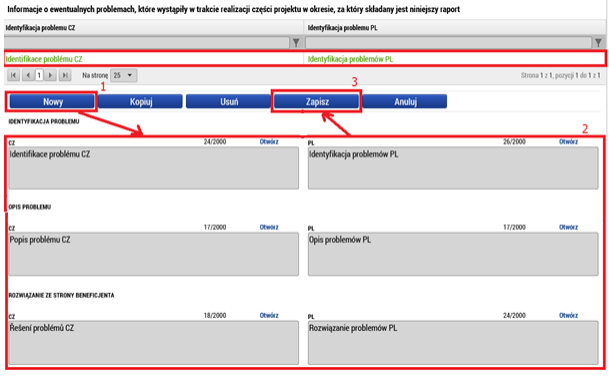 Informacje o ewentualnych problemach, które wystąpiły w trakcie realizacji części projektu w okresie, za który składany jest niniejszy raport
Identyfikacja problemu CZ Identyfikacja problemu PL
Identifikace problému CZ Identyfikacja problemów PL
1 Na stronę 25 Strona 1 z 1, pozycji 1 do 1 z 1
1 3
Nowy Kopiuj Usuń Zapisz Anuluj
IDENTYFIKACJA PROBLEMU
2
CZ 24/2000 Otwórz PL 26/2000 Otwórz
Identifikace problému CZ Identyfikacja problemów PL
OPIS PROBLEMU
CZ 17/2000 Otwórz PL 17/2000 Otwórz
Popis problému CZ Opis problemów PL
ROZWIĄZANIE ZE STRONY BENEFICJENTA
CZ 18/2000 Otwórz PL 24/2000 Otwórz
Řešení problémů CZ Rozwiązanie problemów PL